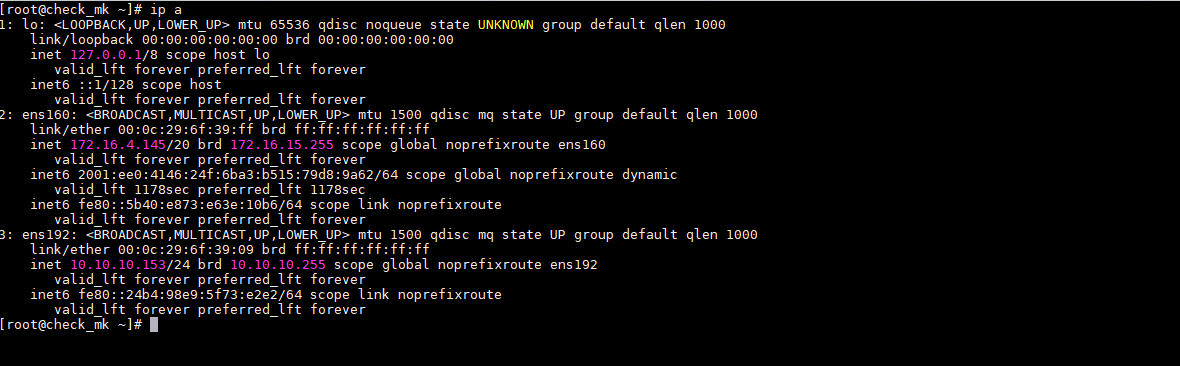 [root@check_mk ~]# ip a
1: lo: <LOOPBACK,UP,LOWER_UP> mtu 65536 qdisc noqueue state UNKNOWN group default qlen 1000
    link/loopback 00:00:00:00:00:00 brd 00:00:00:00:00:00
    inet 127.0.0.1/8 scope host lo
       valid_lft forever preferred_lft forever
    inet6 ::1/128 scope host
       valid_lft forever preferred_lft forever
2: ens160: <BROADCAST,MULTICAST,UP,LOWER_UP> mtu 1500 qdisc mq state UP group default qlen 1000
    link/ether 00:0c:29:6f:39:ff brd ff:ff:ff:ff:ff:ff
    inet 172.16.4.145/20 brd 172.16.15.255 scope global noprefixroute ens160
       valid_lft forever preferred_lft forever
    inet6 2001:ee0:4146:24f:6ba3:b515:79d8:9a62/64 scope global noprefixroute dynamic
       valid_lft 1178sec preferred_lft 1178sec
    inet6 fe80::5b40:e873:e63e:10b6/64 scope link noprefixroute
       valid_lft forever preferred_lft forever
3: ens192: <BROADCAST,MULTICAST,UP,LOWER_UP> mtu 1500 qdisc mq state UP group default qlen 1000
    link/ether 00:0c:29:6f:39:09 brd ff:ff:ff:ff:ff:ff
    inet 10.10.10.153/24 brd 10.10.10.255 scope global noprefixroute ens192
       valid_lft forever preferred_lft forever
    inet6 fe80::24b4:98e9:5f73:e2e2/64 scope link noprefixroute
       valid_lft forever preferred_lft forever
[root@check_mk ~]#